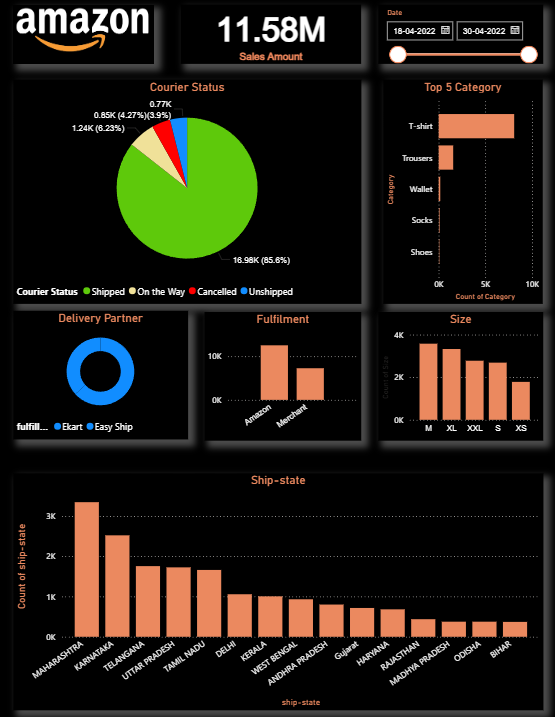 amazon
11.58M
Sales Amount
Date
18-04-2022
30-04-2022
Courier Status
0.77K
(3.9%)
0.85K (4.27%)
1.24K (6.23%)
16.98K (85.6%)
Courier Status Shipped On the Way Cancelled Unshipped
Top 5 Category
Category
T-shirt
Trousers
Wallet
Socks
Shoes
0K 5K 10K
Count of Category
Delivery Partner
fulfill... Ekart Easy Ship
Fulfilment
10K
0K
Amazon
Merchant
Size
Count of Size
4K
2K
0K
M XL XXL S XS
Ship-state
Count of ship-state
3K
2K
1K
0K
MAHARASHTRA
KARNATAKA
TELANGANA
UTTAR PRADESH
TAMIL NADU
DELHI
KERALA
WEST BENGAL
ANDHRA PRADESH
Gujarat
HARYANA
RAJASTHAN
MADHYA PRADESH
ODISHA
BIHAR
ship-state